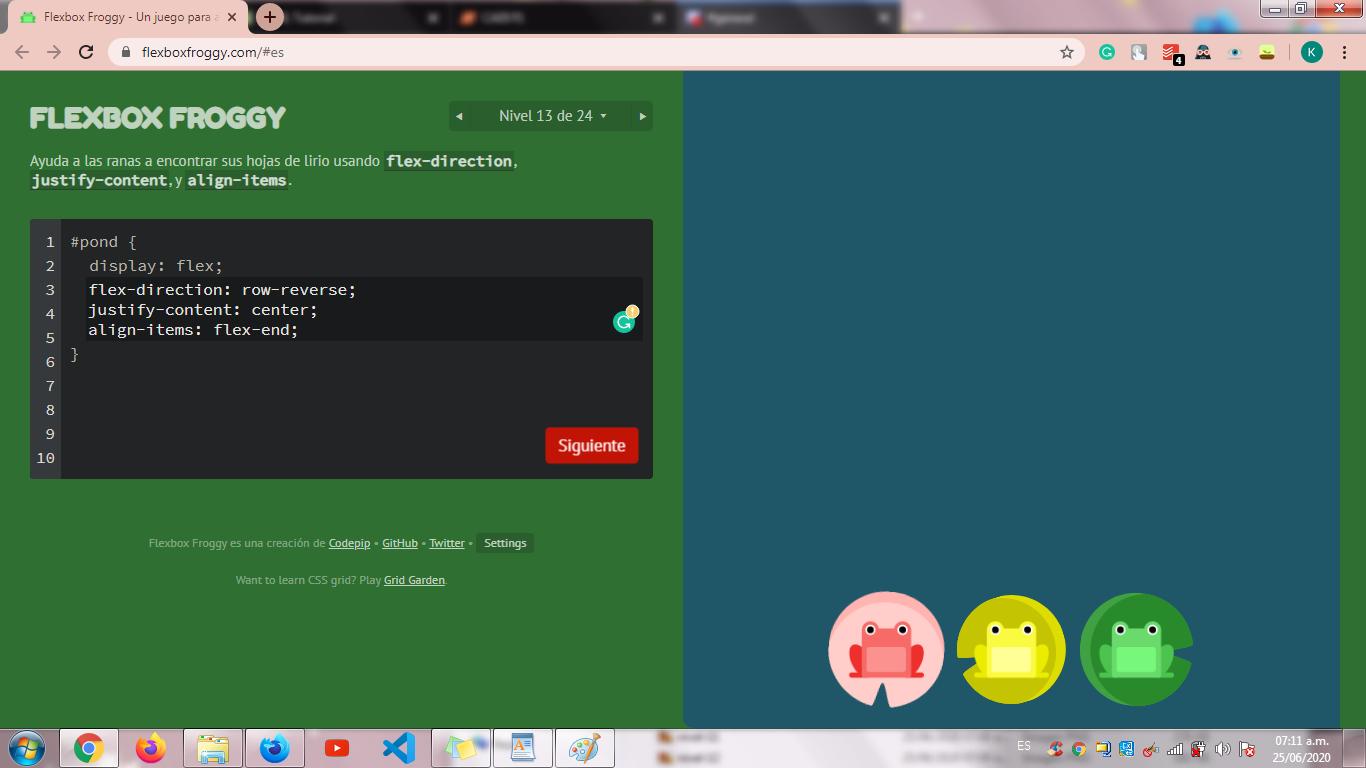 Flexbox Froggy - Un juego para a
Tutorial
flexboxfroggy.com/#es
4
K
FLEXBOX FROGGY
◂ Nivel 13 de 24 ▾ ▸
Ayuda a las ranas a encontrar sus hojas de lirio usando flex-direction,
justify-content, y align-items.
1 #pond {
2 display: flex;
3 flex-direction: row-reverse;
4 justify-content: center;
5 align-items: flex-end;
6 }
7
8
9
10
Siguiente
Flexbox Froggy es una creación de Codepip • GitHub • Twitter • Settings
Want to learn CSS grid? Play Grid Garden.
ES
07:11 a.m.
25/06/2020